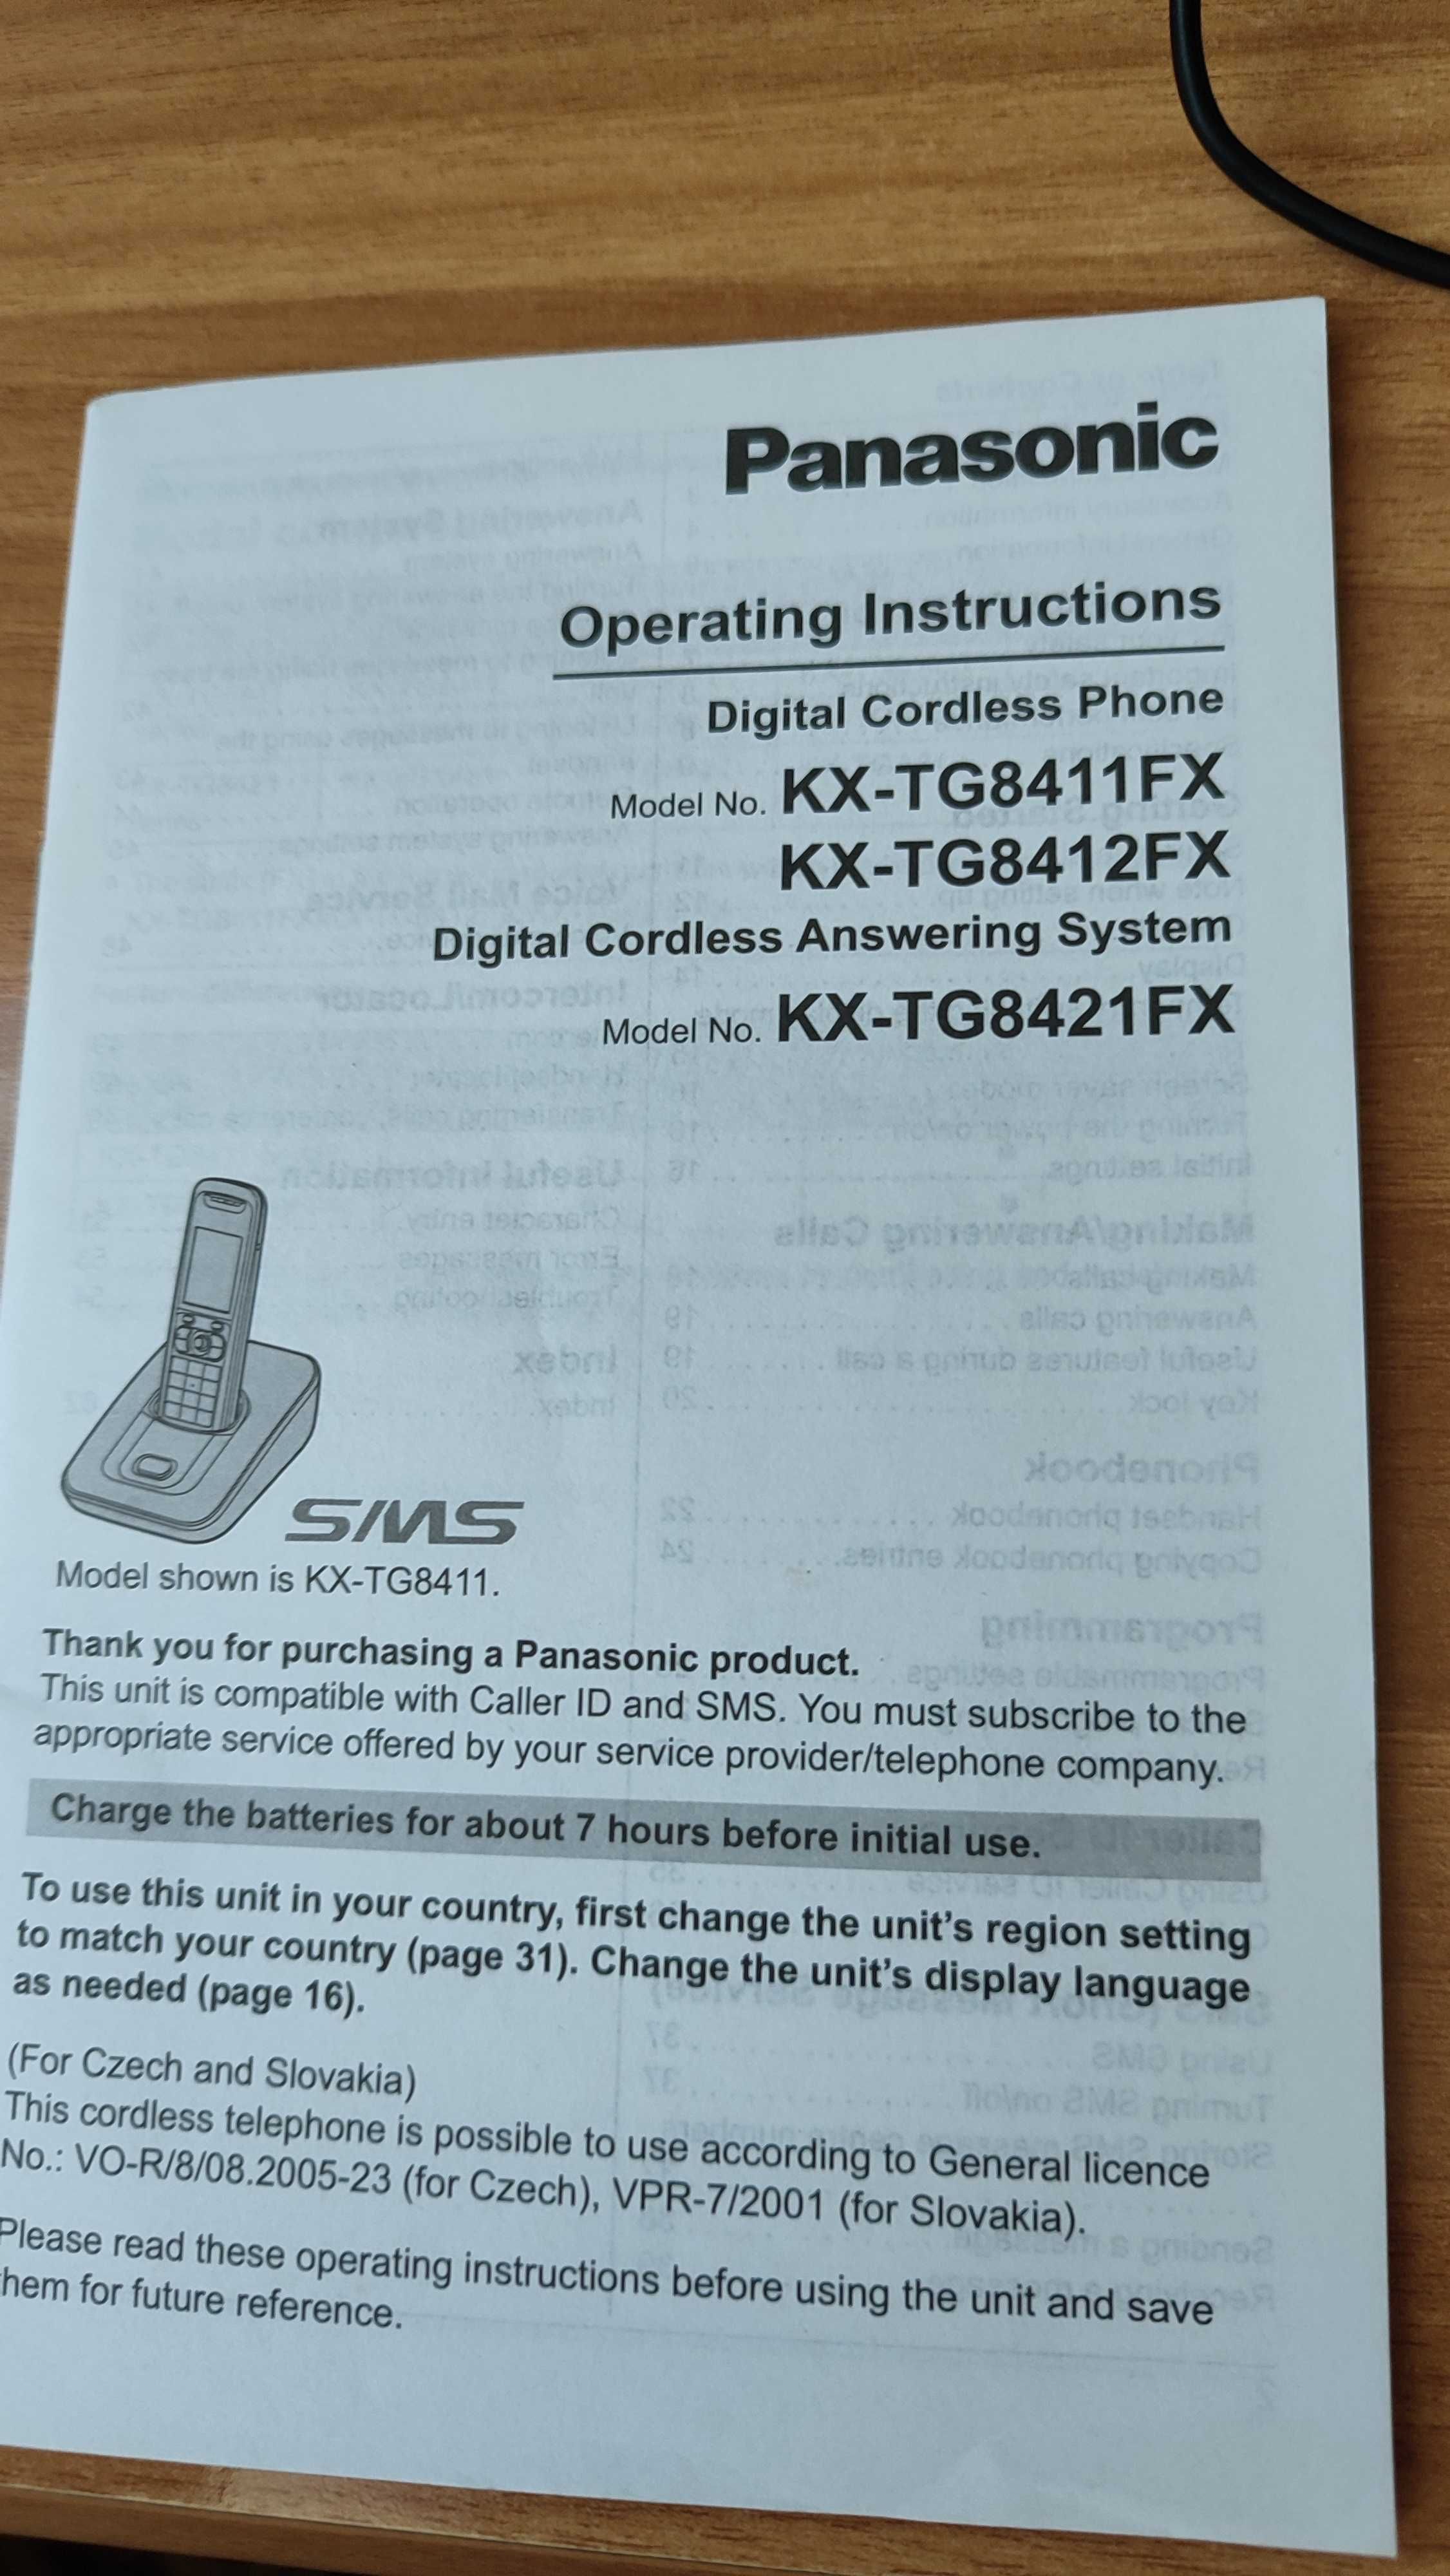 Panasonic
Operating Instructions
Digital Cordless Phone
Model No. KX-TG8411FX
KX-TG8412FX
Digital Cordless Answering System
Model No. KX-TG8421FX
SMS
Model shown is KX-TG8411.
Thank you for purchasing a Panasonic product.
This unit is compatible with Caller ID and SMS. You must subscribe to the
appropriate service offered by your service provider/telephone company.
Charge the batteries for about 7 hours before initial use.
To use this unit in your country, first change the unit's region setting
to match your country (page 31). Change the unit's display language
as needed (page 16).
(For Czech and Slovakia)
This cordless telephone is possible to use according to General licence
No.: VO-R/8/08.2005-23 (for Czech), VPR-7/2001 (for Slovakia).
Please read these operating instructions before using the unit and save
hem for future reference.